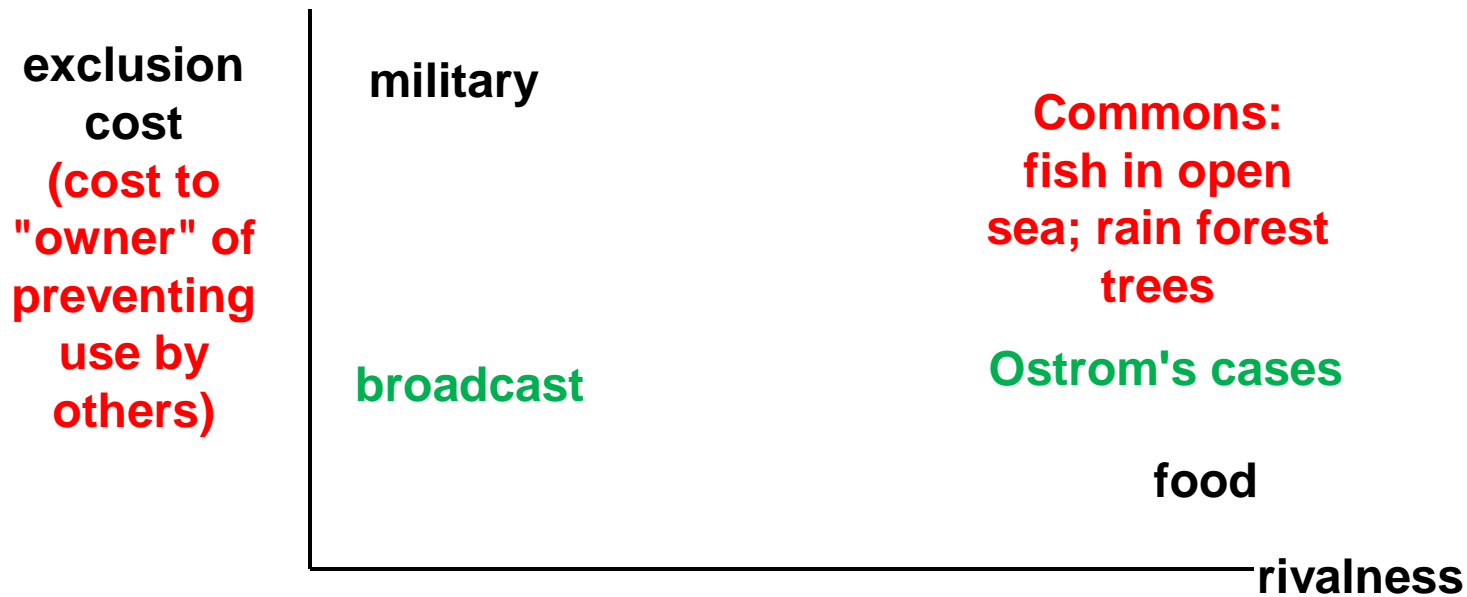 exclusion
cost
(cost to
"owner" of
preventing
use by
others)
military
Commons:
fish in open
sea; rain forest
trees
broadcast
Ostrom's cases
food
rivalness